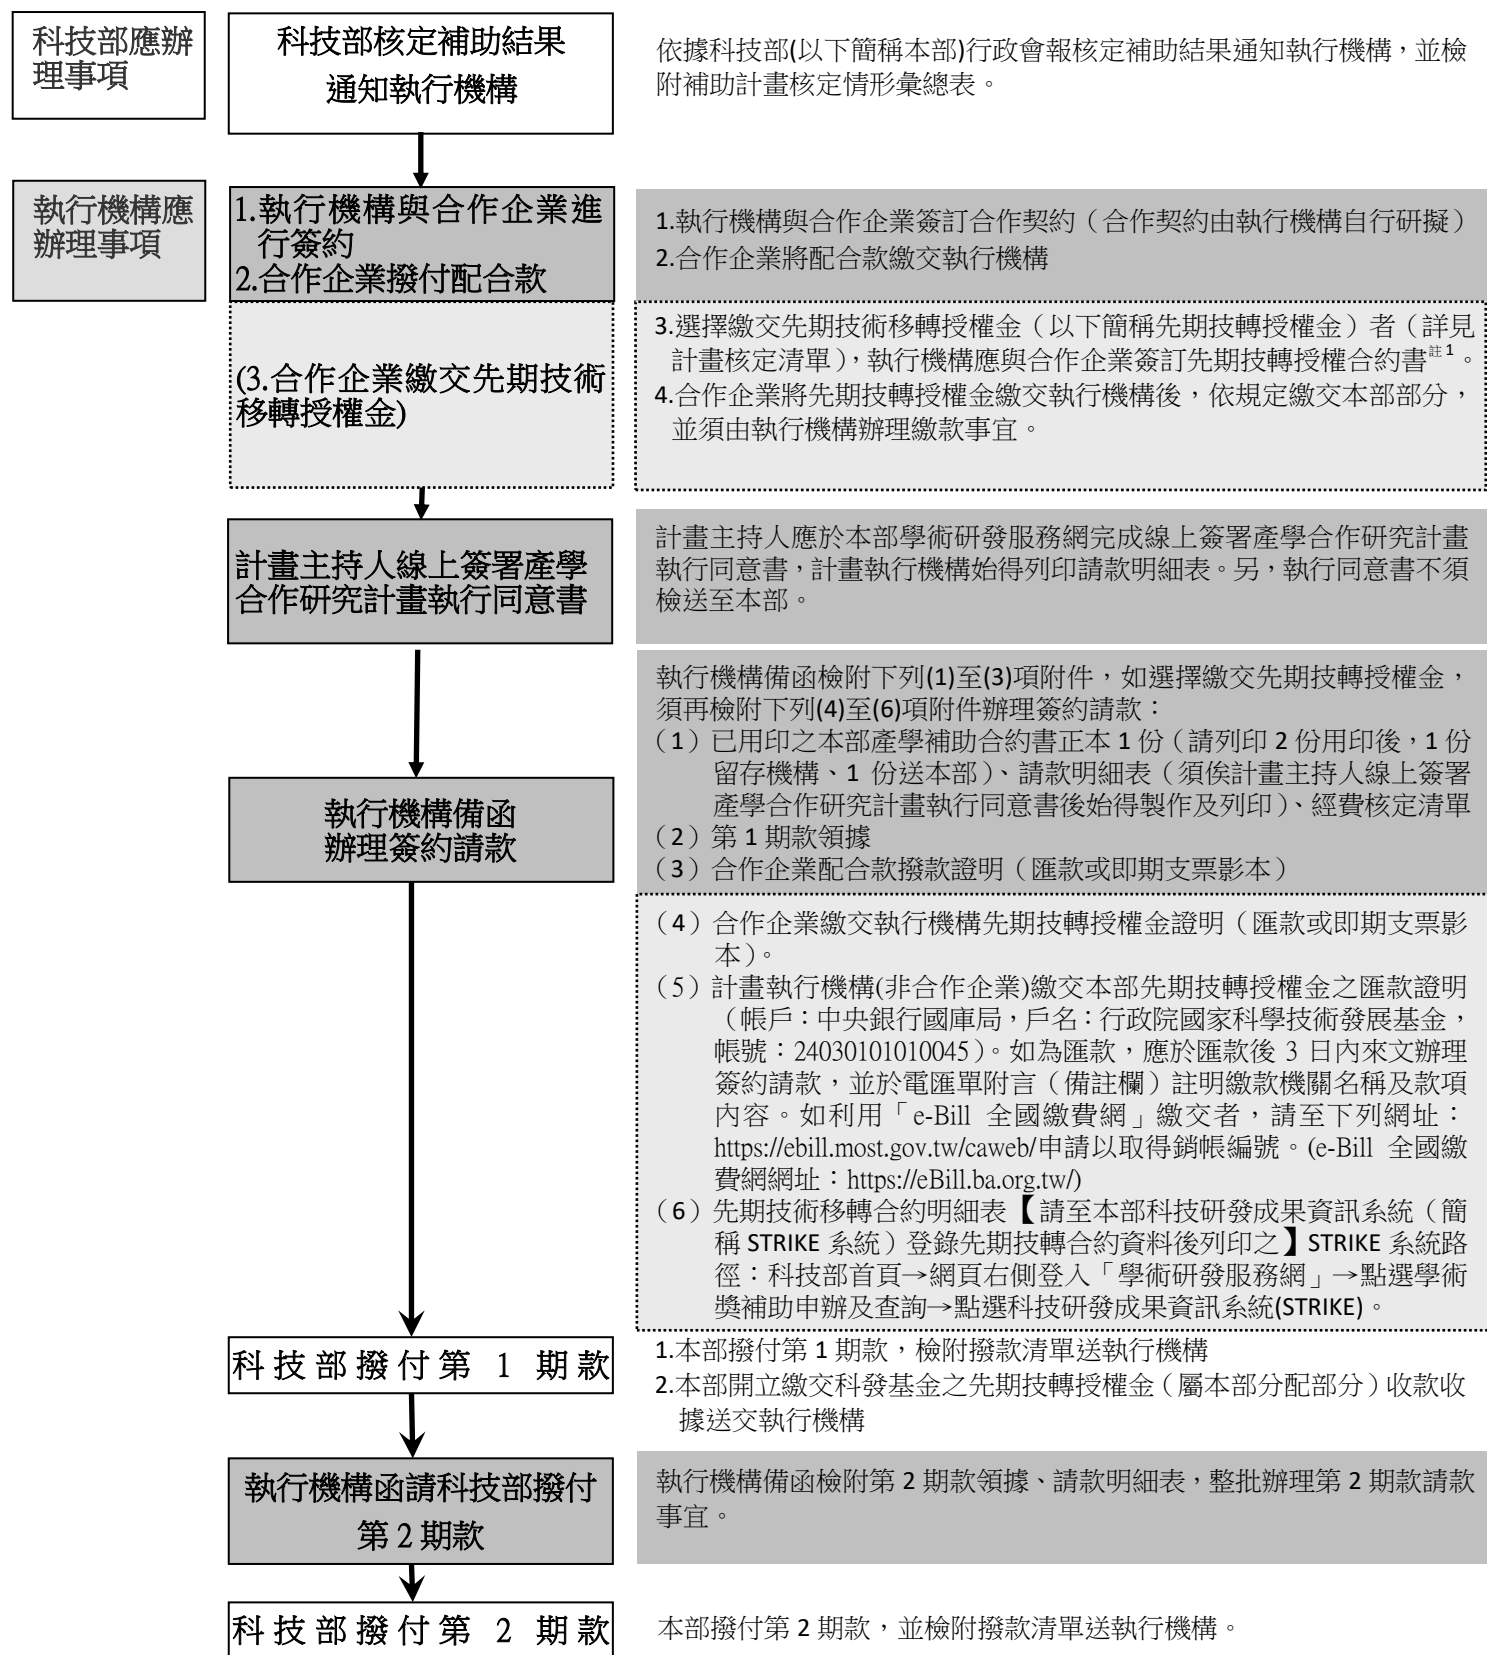 科技部應辦
理事項
科技部核定補助結果
通知執行機構
依據科技部(以下簡稱本部)行政會報核定補助結果通知執行機構，並檢
附補助計畫核定情形彙總表。
執行機構應
辦理事項
1.執行機構與合作企業進
行簽約
2.合作企業撥付配合款
1.執行機構與合作企業簽訂合作契約（合作契約由執行機構自行研擬）
2.合作企業將配合款繳交執行機構
(3.合作企業繳交先期技術
移轉授權金)
3.選擇繳交先期技術移轉授權金（以下簡稱先期技轉授權金）者（詳見
計畫核定清單），執行機構應與合作企業簽訂先期技轉授權合約書註1。
4.合作企業將先期技轉授權金繳交執行機構後，依規定繳交本部部分，
並須由執行機構辦理繳款事宜。
計畫主持人線上簽署產學
合作研究計畫執行同意書
計畫主持人應於本部學術研發服務網完成線上簽署產學合作研究計畫
執行同意書，計畫執行機構始得列印請款明細表。另，執行同意書不須
檢送至本部。
執行機構備函
辦理簽約請款
執行機構備函檢附下列(1)至(3)項附件，如選擇繳交先期技轉授權金，
須再檢附下列(4)至(6)項附件辦理簽約請款：
（1）已用印之本部產學補助合約書正本 1 份（請列印 2 份用印後，1 份
留存機構、1 份送本部）、請款明細表（須俟計畫主持人線上簽署
產學合作研究計畫執行同意書後始得製作及列印）、經費核定清單
（2）第 1 期款領據
（3）合作企業配合款撥款證明（匯款或即期支票影本）
（4）合作企業繳交執行機構先期技轉授權金證明（匯款或即期支票影
本）。
（5）計畫執行機構(非合作企業)繳交本部先期技轉授權金之匯款證明
（帳戶：中央銀行國庫局，戶名：行政院國家科學技術發展基金，
帳號：24030101010045）。如為匯款，應於匯款後 3 日內來文辦理
簽約請款，並於電匯單附言（備註欄）註明繳款機關名稱及款項
內容。如利用「e-Bill 全國繳費網」繳交者，請至下列網址：
https://ebill.most.gov.tw/caweb/申請以取得銷帳編號。(e-Bill 全國繳
費網網址：https://eBill.ba.org.tw/)
（6）先期技術移轉合約明細表【請至本部科技研發成果資訊系統（簡
稱 STRIKE 系統）登錄先期技轉合約資料後列印之】STRIKE 系統路
徑：科技部首頁→網頁右側登入「學術研發服務網」→點選學術
獎補助申辦及查詢→點選科技研發成果資訊系統(STRIKE)。
科技部撥付第 1 期款
1.本部撥付第 1 期款，檢附撥款清單送執行機構
2.本部開立繳交科發基金之先期技轉授權金（屬本部分配部分）收款收
據送交執行機構
執行機構函請科技部撥付
第 2 期款
執行機構備函檢附第 2 期款領據、請款明細表，整批辦理第 2 期款請款
事宜。
科技部撥付第 2 期款
本部撥付第 2 期款，並檢附撥款清單送執行機構。